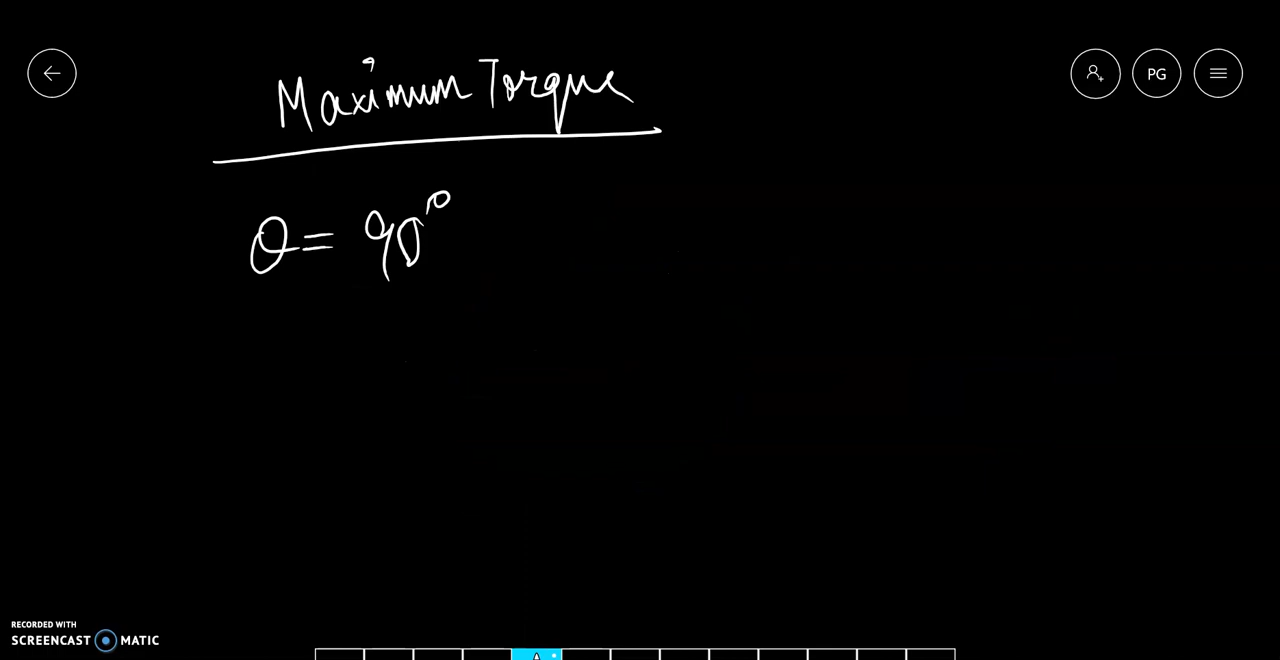 Maximum Torque
PG
θ = 90°
RECORDED WITH
SCREENCAST MATIC